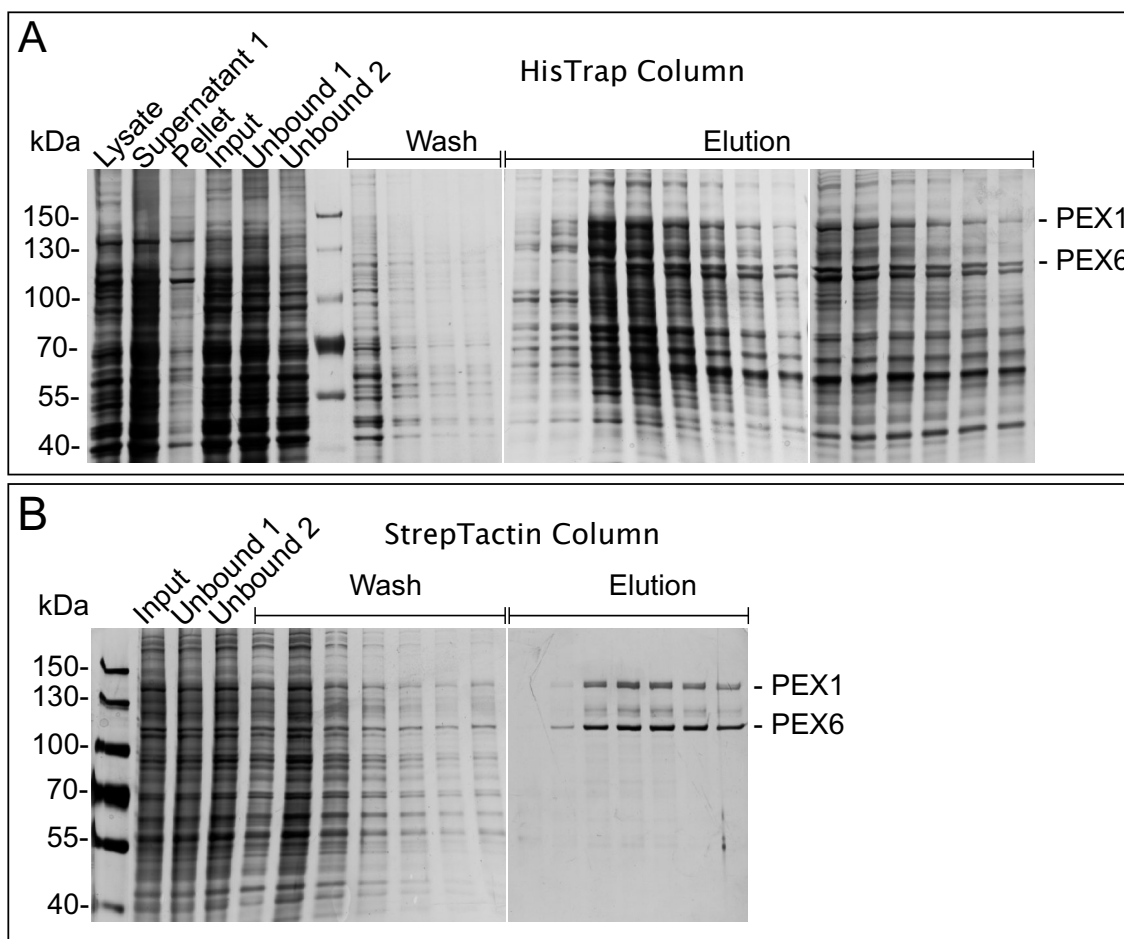 A
HisTrap Column
Lysate
Supernatant 1
Pellet
Input
Unbound 1
Unbound 2
kDa
Wash
Elution
150-
130-
100-
70-
55-
40-
- PEX1
- PEX6
B
StrepTactin Column
Input
Unbound 1
Unbound 2
kDa
Wash
Elution
150-
130-
100-
70-
55-
40-
- PEX1
- PEX6